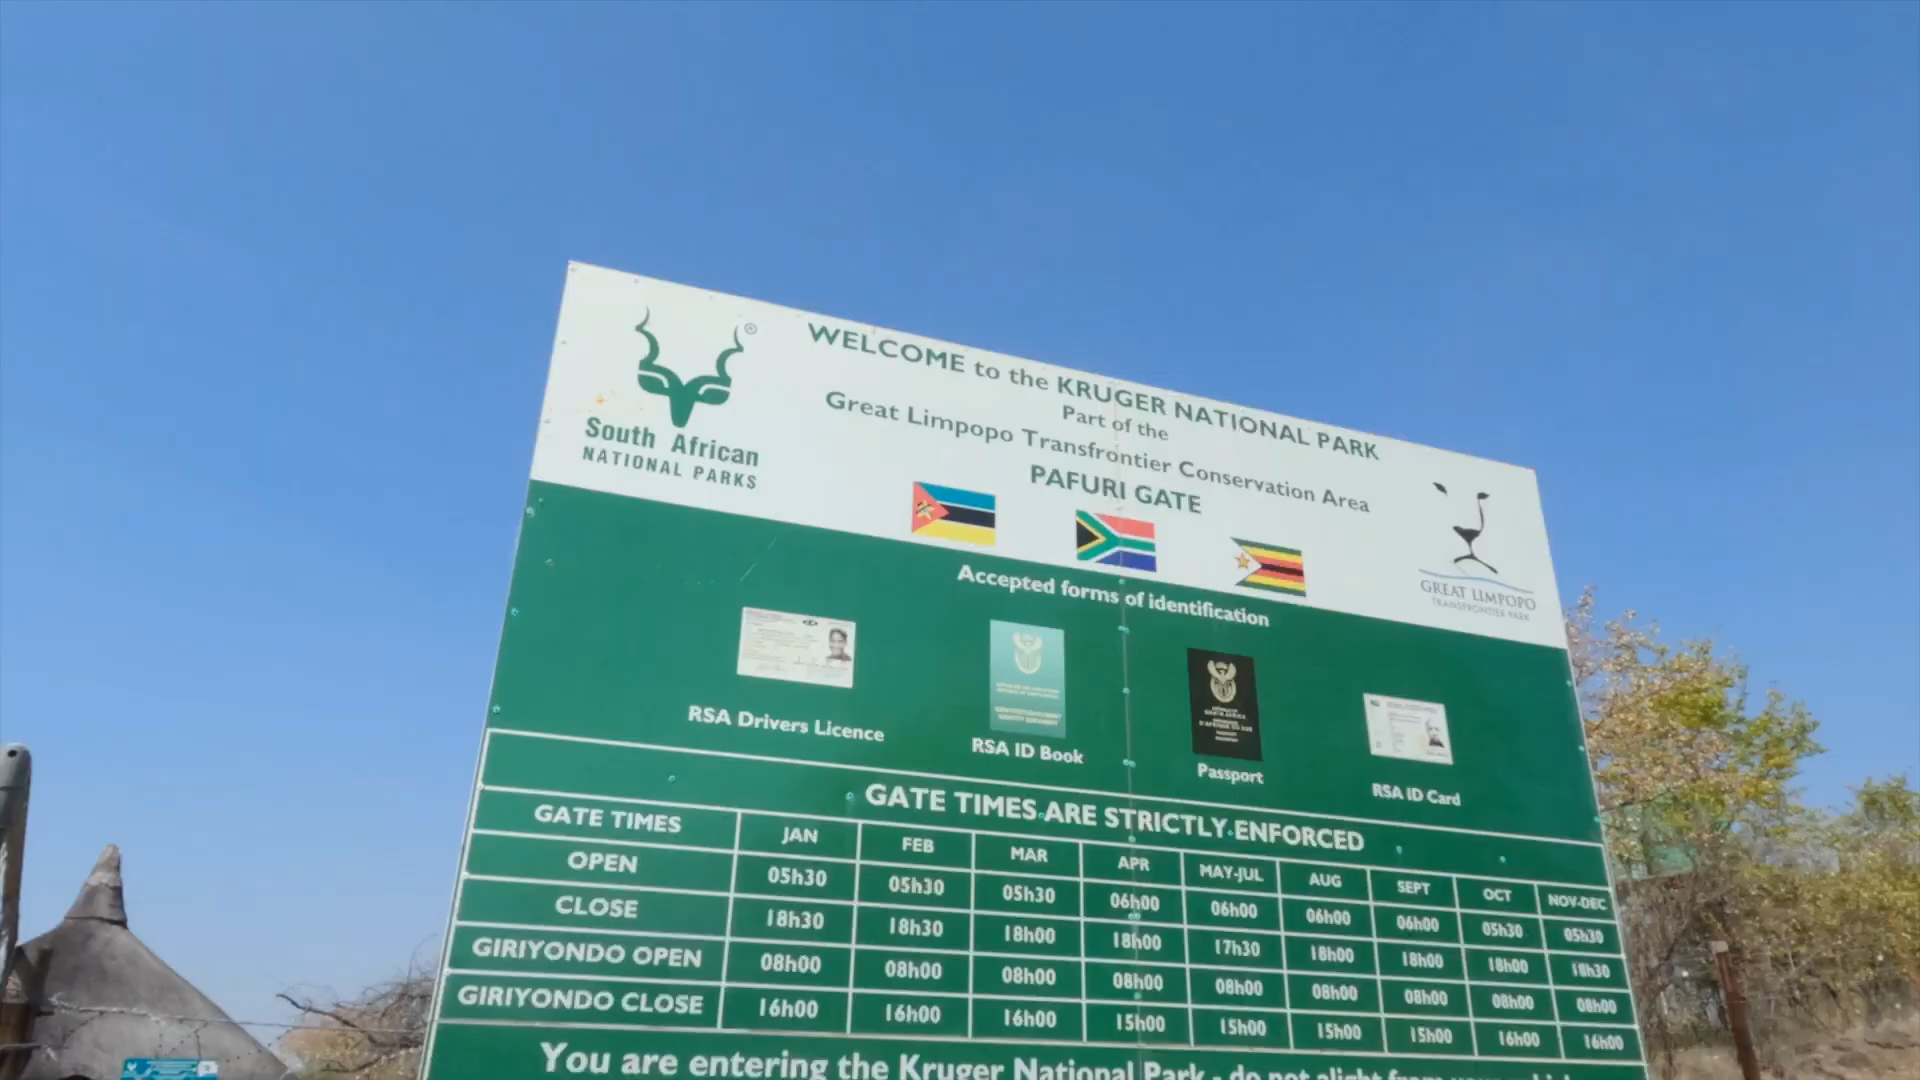 WELCOME to the KRUGER NATIONAL PARK
Part of the
Great Limpopo Transfrontier Conservation Area
PAFURI GATE
®
South African
NATIONAL PARKS
GREAT LIMPOPO
TRANSFRONTIER PARK
Accepted forms of identification
RSA Drivers Licence
RSA ID Book
Passport
RSA ID Card
GATE TIMES ARE STRICTLY ENFORCED
GATE TIMES JAN FEB MAR APR MAY-JUL AUG SEPT OCT NOV-DEC
OPEN 05h30 05h30 05h30 06h00 06h00 06h00 06h00 05h30 05h30
CLOSE 18h30 18h30 18h00 18h00 17h30 18h00 18h00 18h00 18h30
GIRIYONDO OPEN 08h00 08h00 08h00 08h00 08h00 08h00 08h00 08h00 08h00
GIRIYONDO CLOSE 16h00 16h00 16h00 15h00 15h00 15h00 15h00 16h00 16h00
You are entering the Kruger National Park - do not alight from